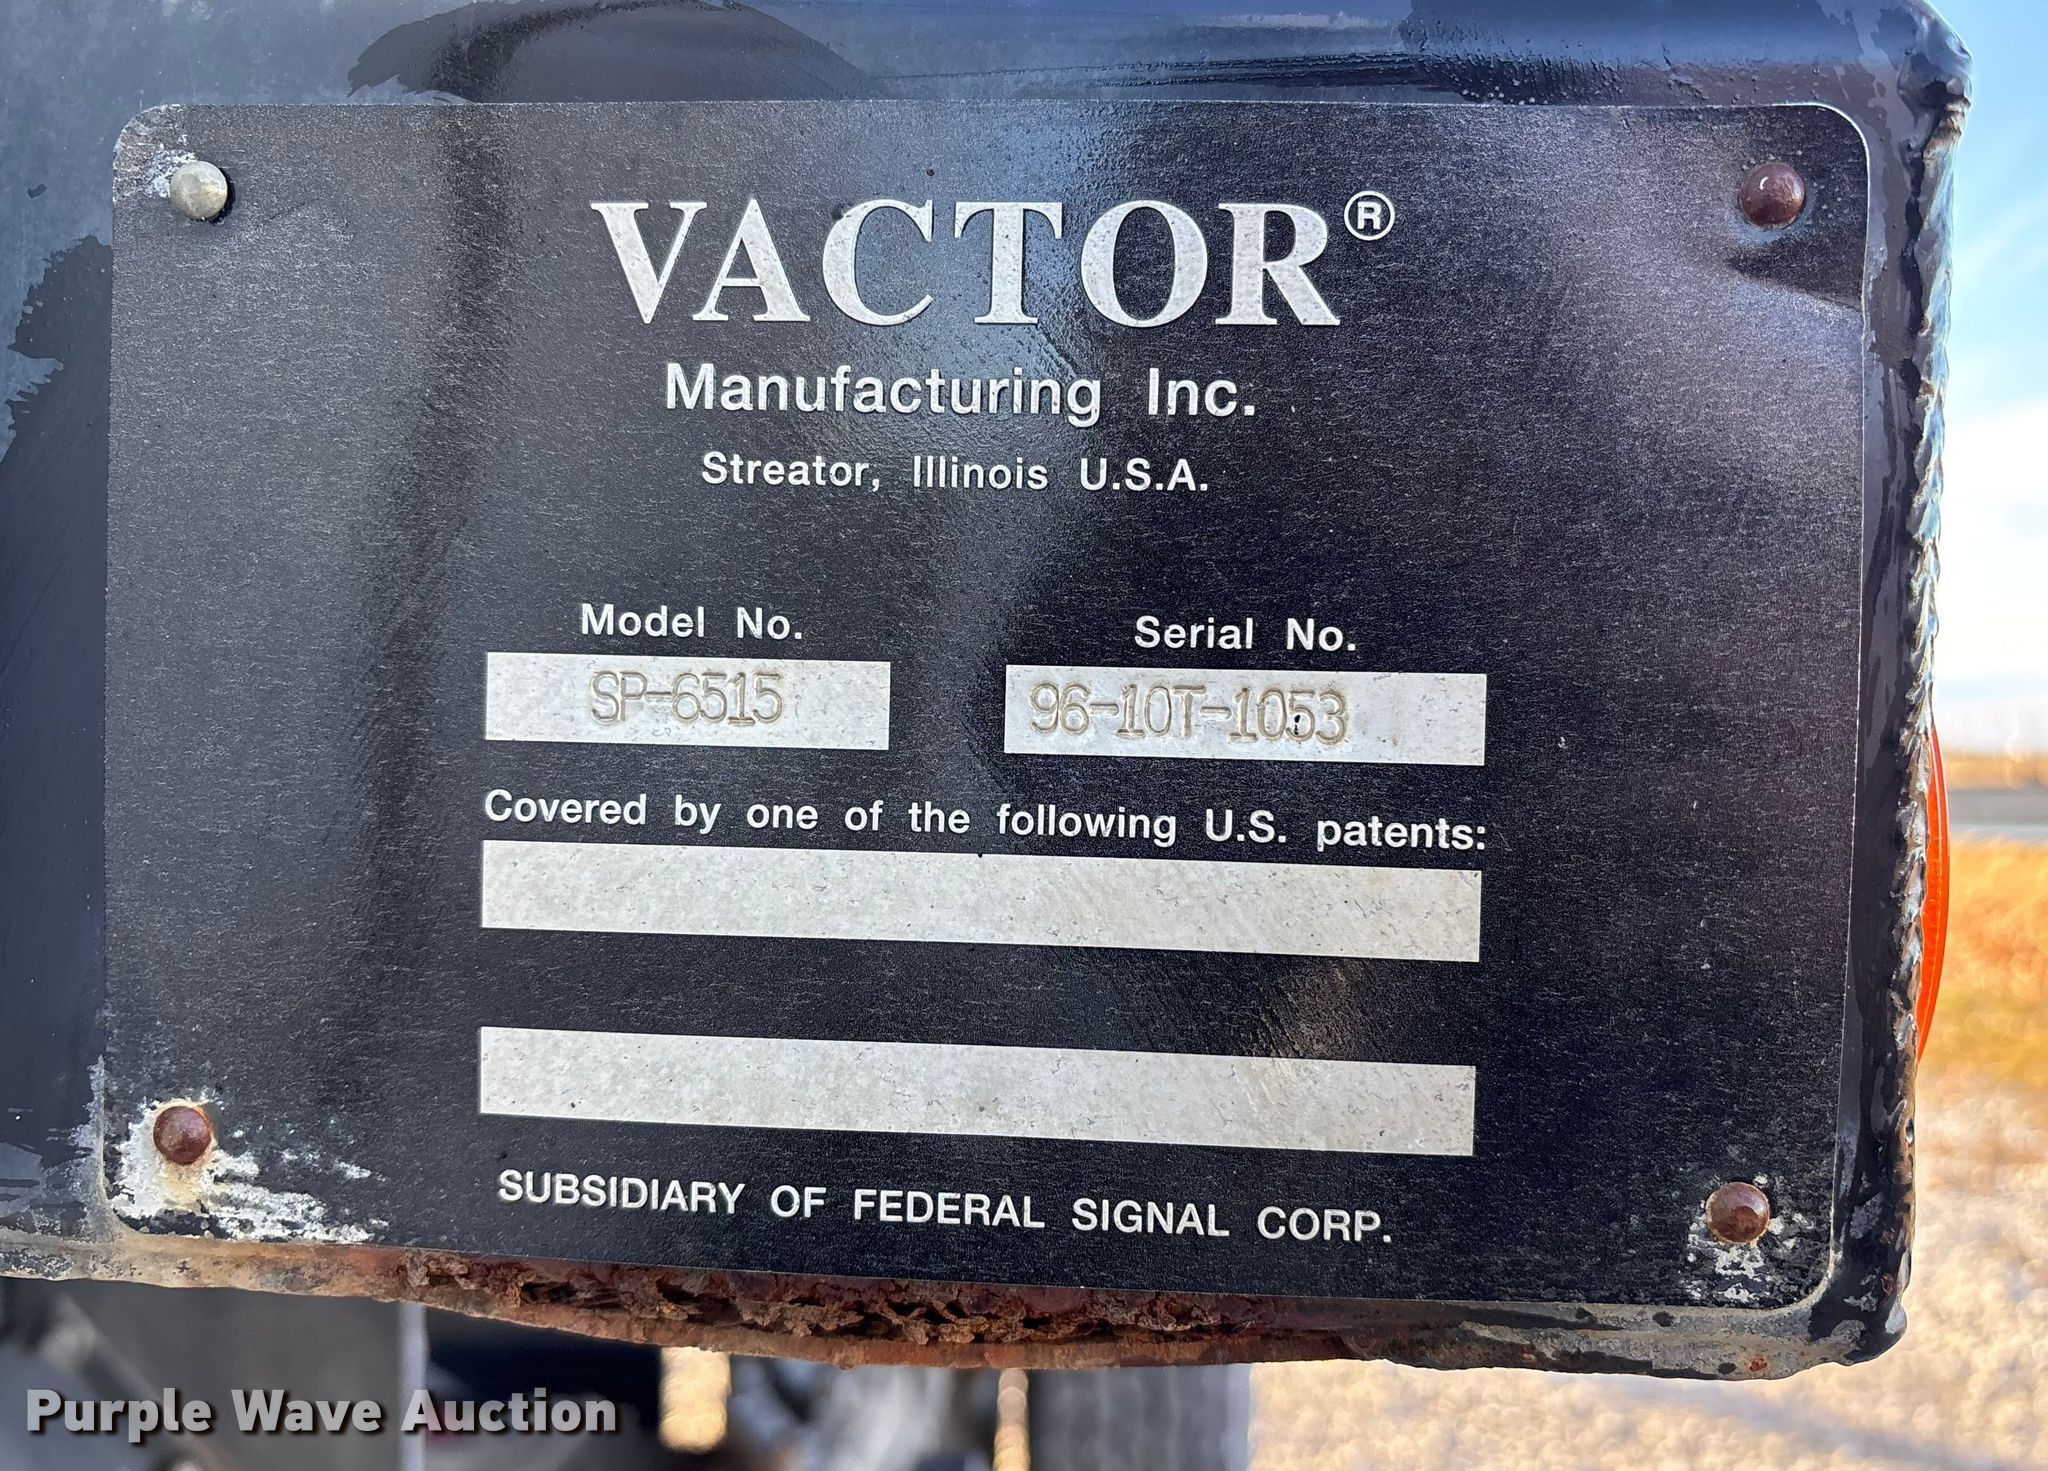 VACTOR®
Manufacturing Inc.
Streator, Illinois U.S.A.
Model No. Serial No.
SP-6515 96-10T-1053
Covered by one of the following U.S. patents:
SUBSIDIARY OF FEDERAL SIGNAL CORP.
Purple Wave Auction